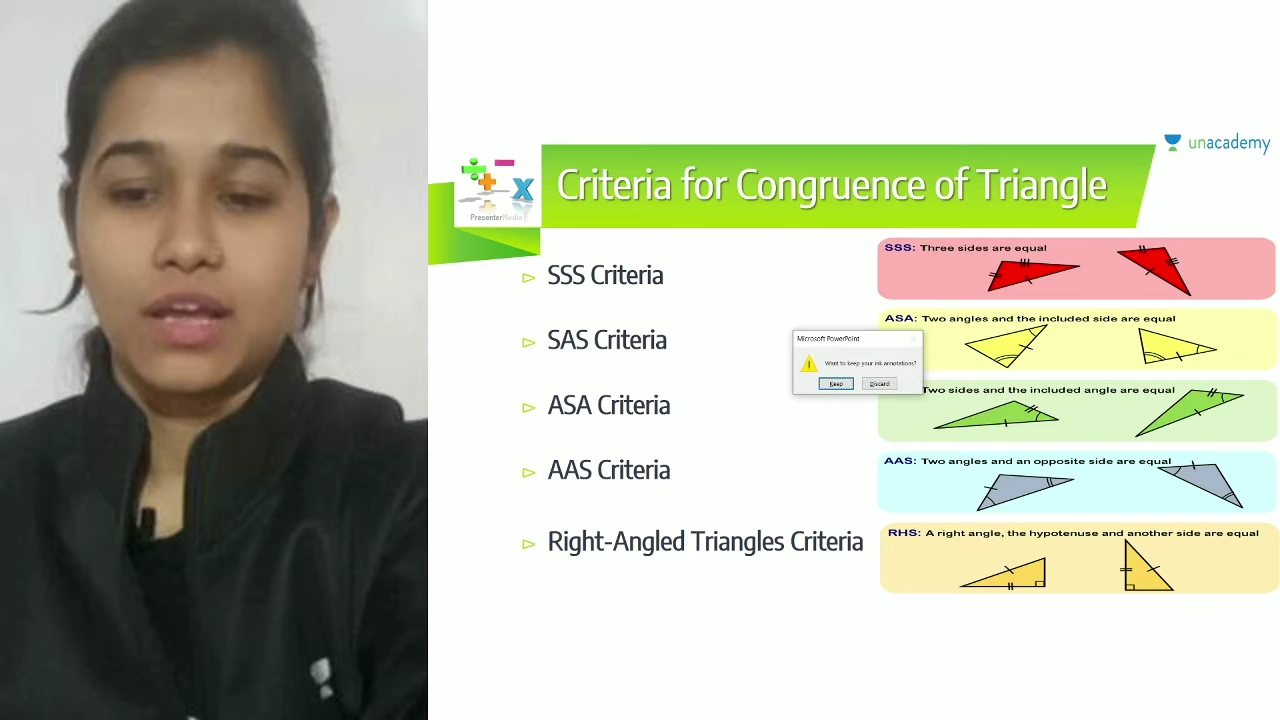 unacademy
Criteria for Congruence of Triangle
PresenterMedia
SSS Criteria
SAS Criteria
ASA Criteria
AAS Criteria
Right-Angled Triangles Criteria
SSS: Three sides are equal
ASA: Two angles and the included side are equal
Microsoft PowerPoint
Want to keep your ink annotations?
Keep
Discard
Two sides and the included angle are equal
AAS: Two angles and an opposite side are equal
RHS: A right angle, the hypotenuse and another side are equal